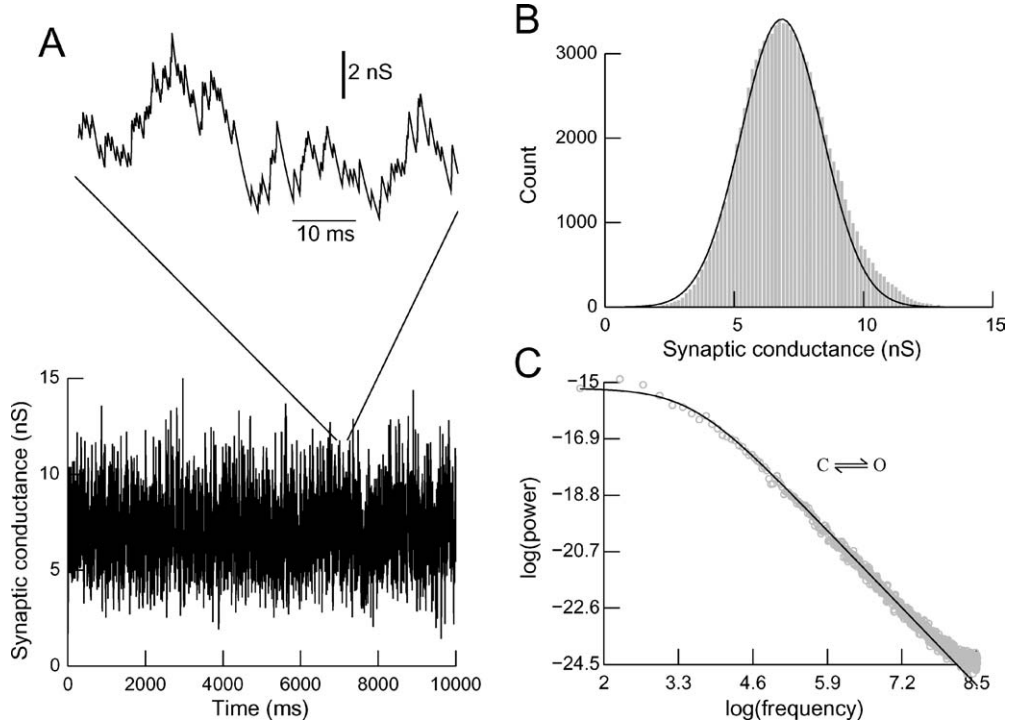 A
2 nS
10 ms
Synaptic conductance (nS)
15
10
5
0
0 2000 4000 6000 8000 10000
Time (ms)
B
Count
3000
2000
1000
0
0 5 10 15
Synaptic conductance (nS)
C
log(power)
−15
−16.9
−18.8
−20.7
−22.6
−24.5
C ⇌ O
2 3.3 4.6 5.9 7.2 8.5
log(frequency)